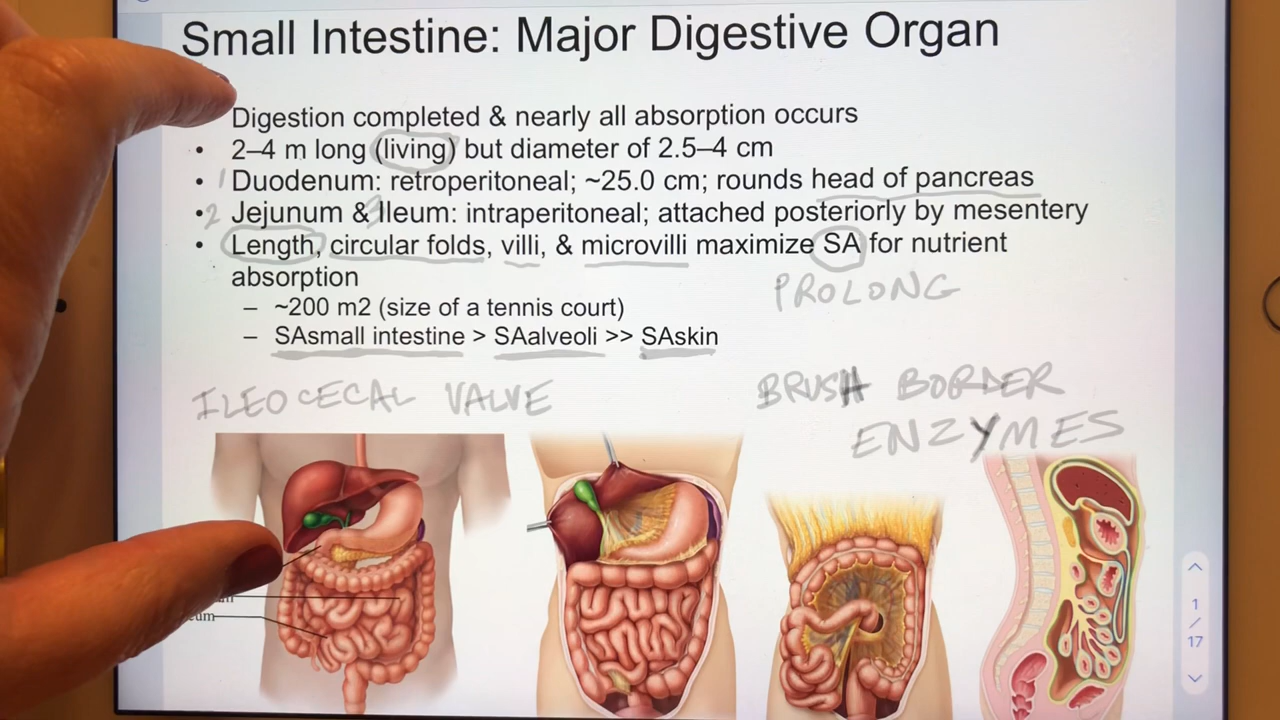 Small Intestine: Major Digestive Organ
Digestion completed & nearly all absorption occurs
• 2–4 m long (living) but diameter of 2.5–4 cm
• 1 Duodenum: retroperitoneal; ~25.0 cm; rounds head of pancreas
• 2 Jejunum & 3 Ileum: intraperitoneal; attached posteriorly by mesentery
• Length, circular folds, villi, & microvilli maximize SA for nutrient
absorption
PROLONG
– ~200 m2 (size of a tennis court)
– SAsmall intestine > SAalveoli >> SAskin
ILEOCECAL VALVE
BRUSH BORDER
ENZYMES
1
/
17